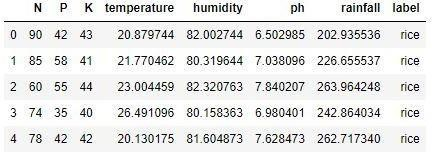 N P K temperature humidity ph rainfall label
0 90 42 43 20.879744 82.002744 6.502985 202.935536 rice
1 85 58 41 21.770462 80.319644 7.038096 226.655537 rice
2 60 55 44 23.004459 82.320763 7.840207 263.964248 rice
3 74 35 40 26.491096 80.158363 6.980401 242.864034 rice
4 78 42 42 20.130175 81.604873 7.628473 262.717340 rice